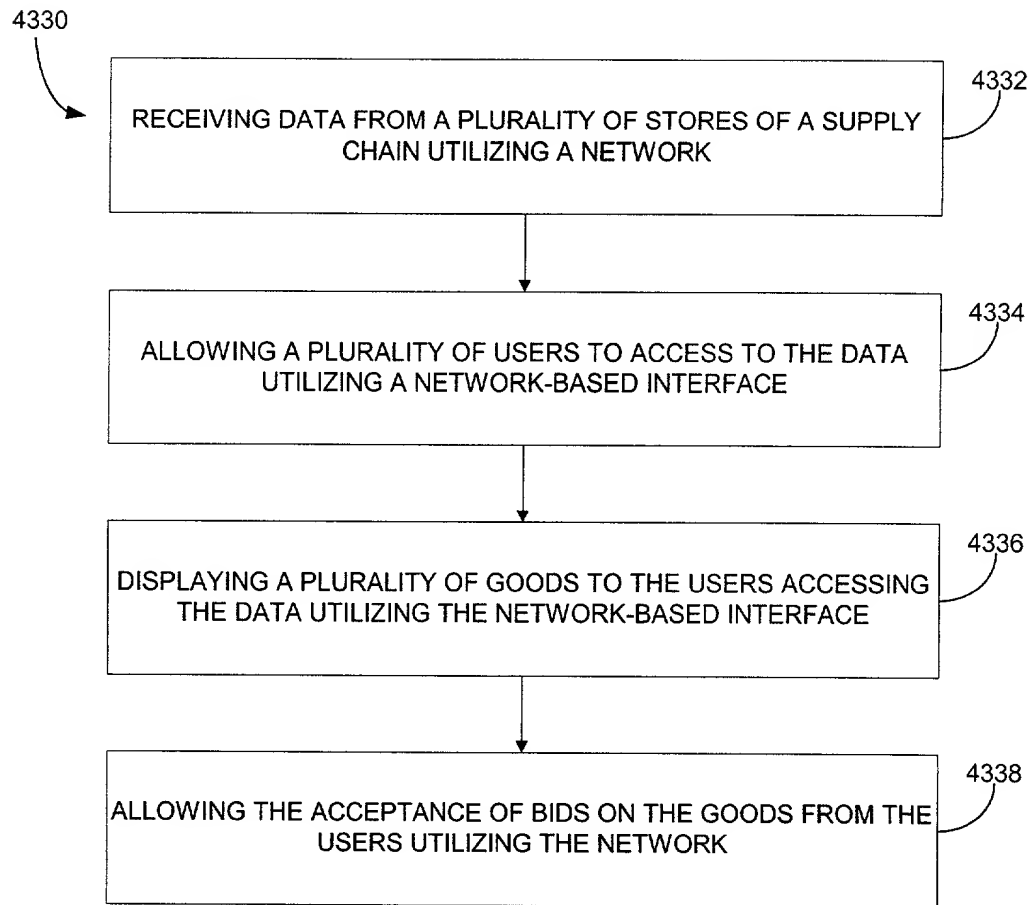 4330
4332
RECEIVING DATA FROM A PLURALITY OF STORES OF A SUPPLY
CHAIN UTILIZING A NETWORK
4334
ALLOWING A PLURALITY OF USERS TO ACCESS TO THE DATA
UTILIZING A NETWORK-BASED INTERFACE
4336
DISPLAYING A PLURALITY OF GOODS TO THE USERS ACCESSING
THE DATA UTILIZING THE NETWORK-BASED INTERFACE
4338
ALLOWING THE ACCEPTANCE OF BIDS ON THE GOODS FROM THE
USERS UTILIZING THE NETWORK